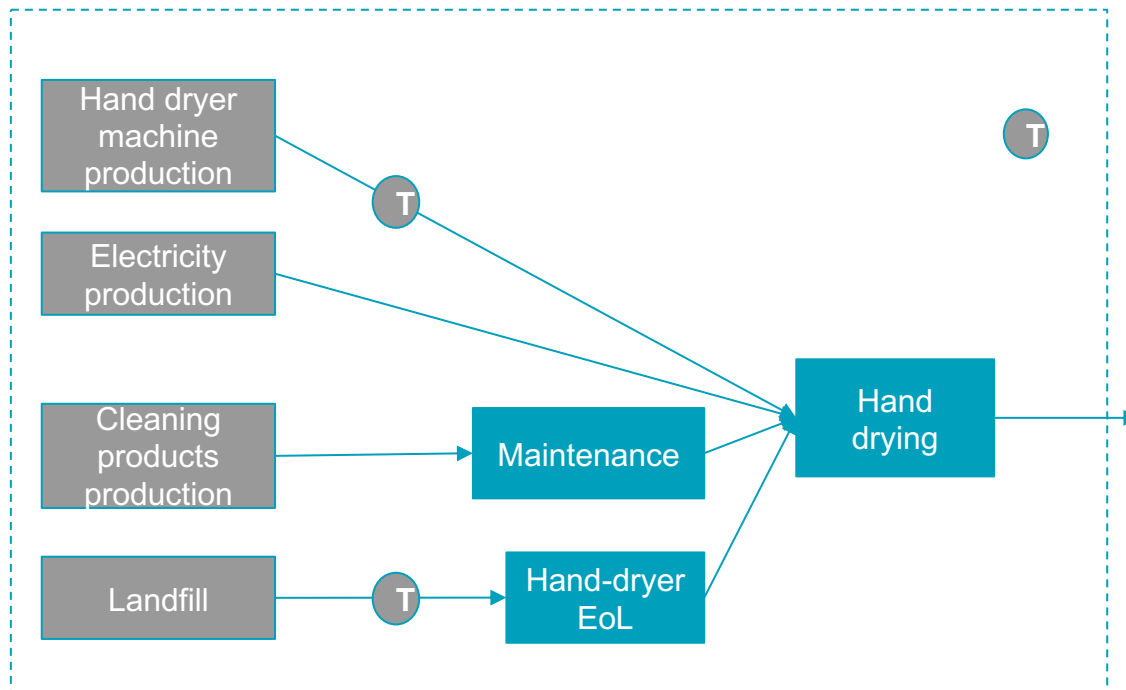 Hand dryer
machine
production
T
T
Electricity
production
Cleaning
products
production
Maintenance
Hand
drying
Landfill
T
Hand-dryer
EoL